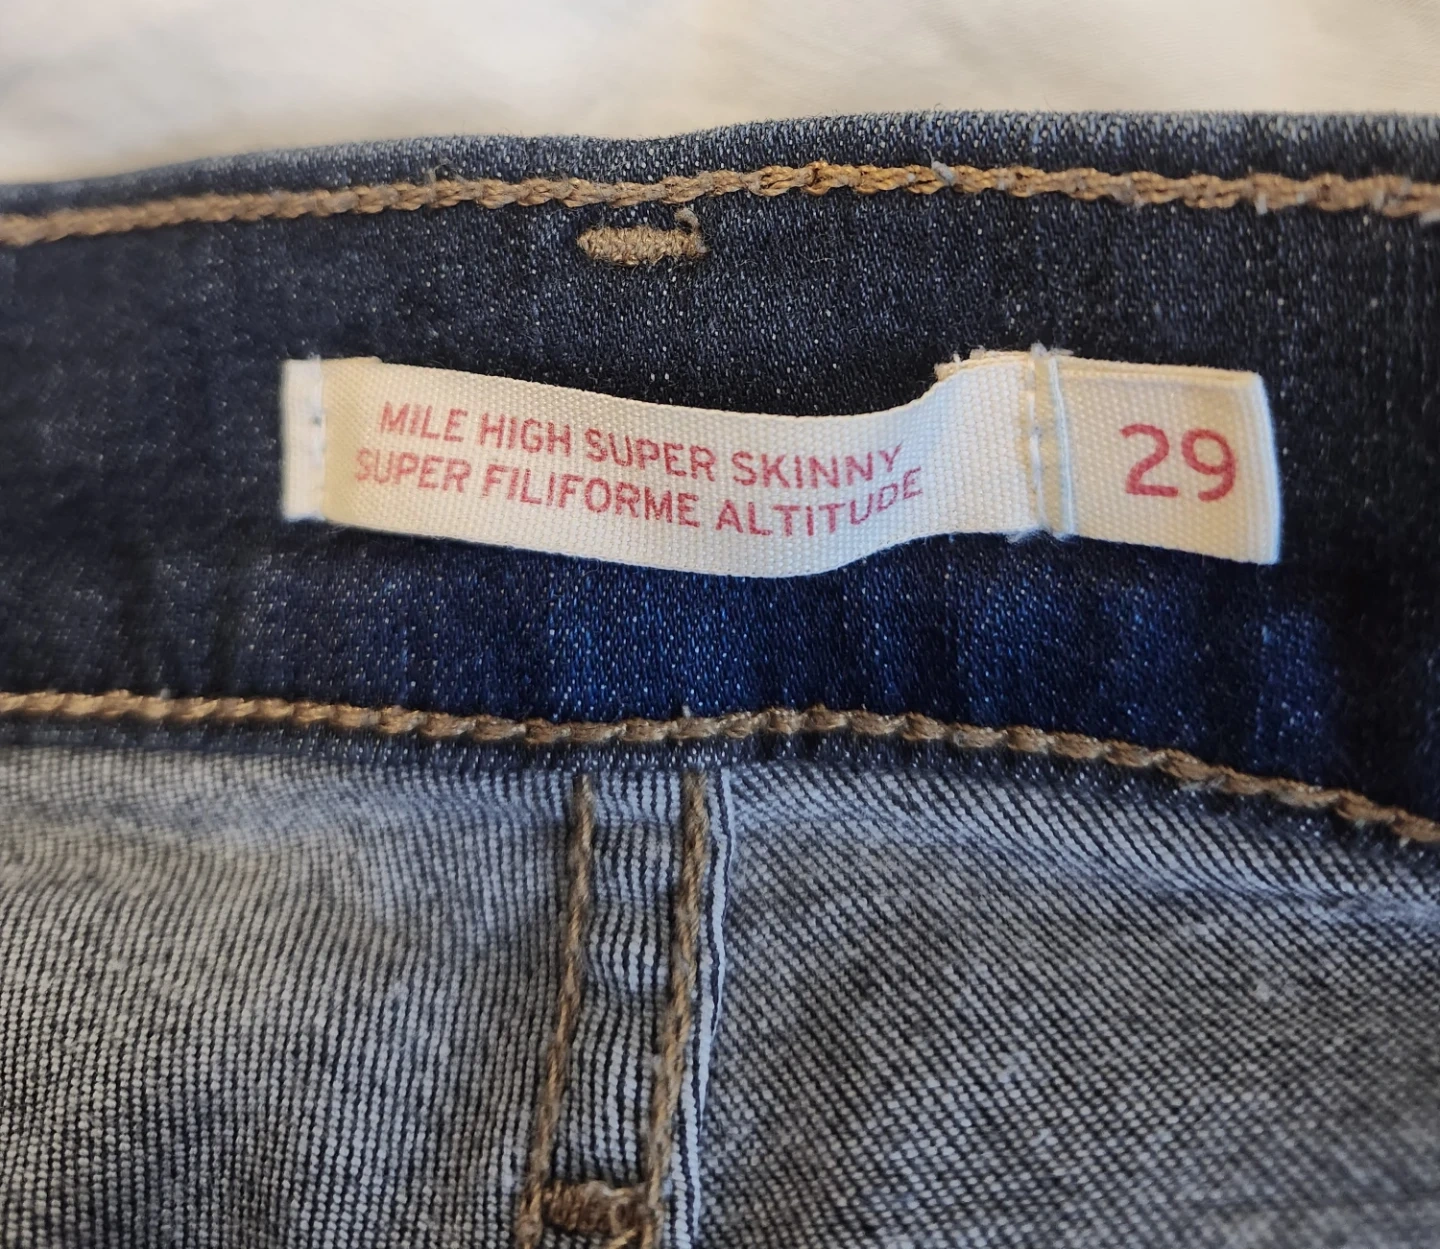 MILE HIGH SUPER SKINNY
SUPER FILIFORME ALTITUDE
29